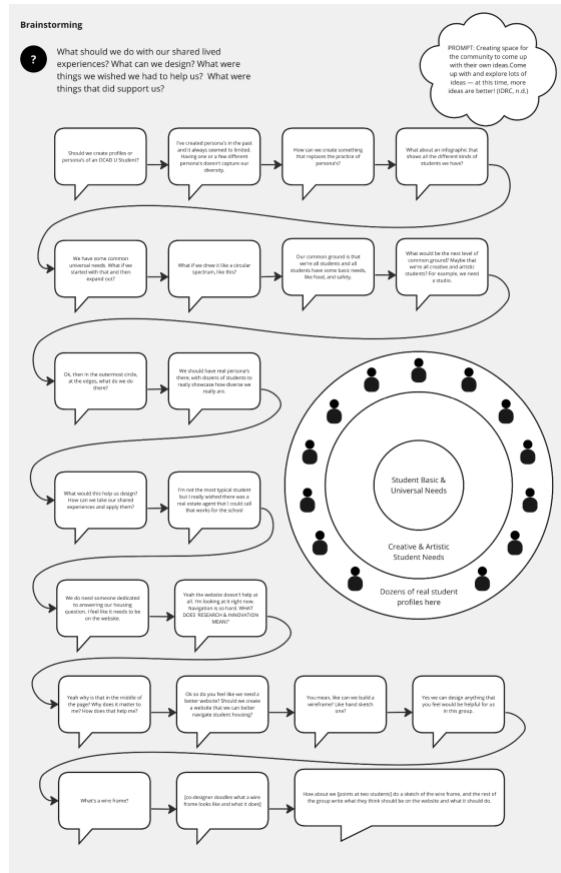 Brainstorming
?
What should we do with our shared lived
experiences? What can we design? What were
things we wished we had to help us? What were
things that did support us?
PROMPT: Creating space for
the community to come up
with their own ideas.Come
up with and explore lots of
ideas — at this time, more
ideas are better! (IDRC, n.d.)
Should we create profiles or
persona's of an OCAD U Student?
I've created persona's in the past
and it always seemed to limited.
Having one or a few different
persona's doesn't capture our
diversity.
How can we create something
that replaces the practice of
persona's?
What about an infographic that
shows all the different kinds of
students we have?
We have some common
universal needs. What if we
started with that and then
expand out?
What if we drew it like a circular
spectrum, like this?
Our common ground is that
we're all students and all
students have some basic needs,
like food, and safety.
What would be the next level of
common ground? Maybe that
we're all creative and artistic
students? For example, we need
a studio.
Ok, then in the outermost circle,
at the edges, what do we do
there?
We should have real persona's
there, with dozens of students to
really showcase how diverse we
really are.
What would this help us design?
How can we take our shared
experiences and apply them?
I'm not the most typical student
but I really wished there was a
real estate agent that I could call
that works for the school
Student Basic &
Universal Needs
Creative & Artistic
Student Needs
Dozens of real student
profiles here
We do need someone dedicated
to answering our housing
question. I feel like it needs to be
on the website.
Yeah the website doesn't help at
all. I'm looking at it right now.
Navigation is so hard. WHAT
DOES 'RESEARCH & INNOVATION
MEAN?"
Yeah why is that in the middle of
the page? Why does it matter to
me? How does that help me?
Ok so do you feel like we need a
better website? Should we create
a website that we can better
navigate student housing?
You mean, like can we build a
wireframe? Like hand sketch
one?
Yes we can design anything that
you feel would be helpful for us
in this group.
What's a wire frame?
[co-designer doodles what a wire
frame looks like and what it does]
How about we [points at two students] do a sketch of the wire frame, and the rest of
the group write what they think should be on the website and what it should do.